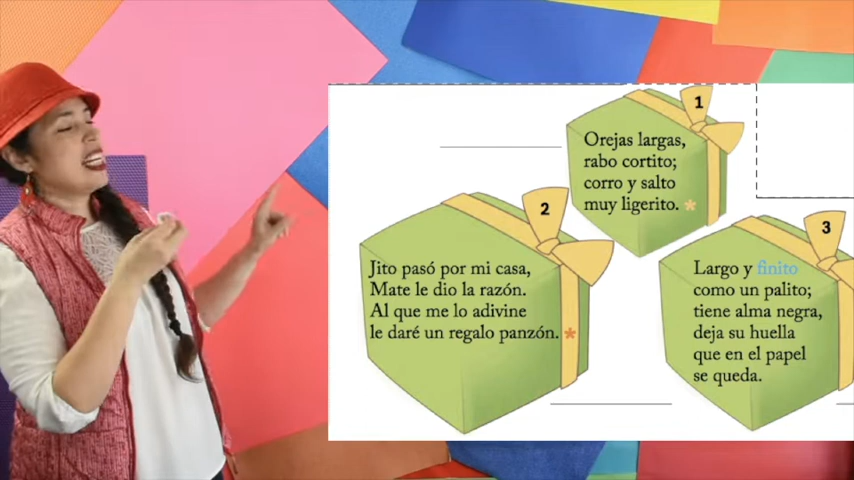 1
Orejas largas,
rabo cortito;
corro y salto
muy ligerito. *
2
Jito pasó por mi casa,
Mate le dio la razón.
Al que me lo adivine
le daré un regalo panzón. *
3
Largo y finito
como un palito;
tiene alma negra,
deja su huella
que en el papel
se queda.